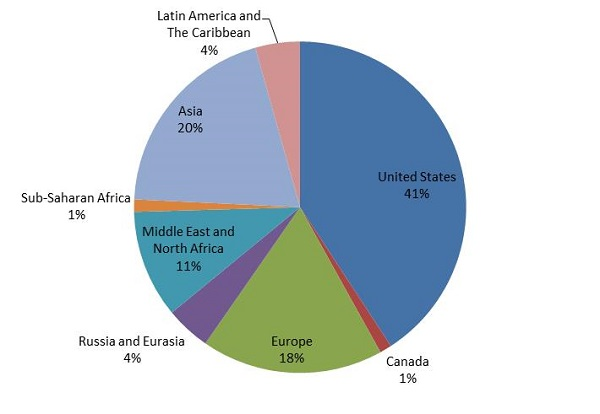 Latin America and
The Caribbean
4%
Asia
20%
United States
41%
Sub-Saharan Africa
1%
Middle East and
North Africa
11%
Russia and Eurasia
4%
Europe
18%
Canada
1%